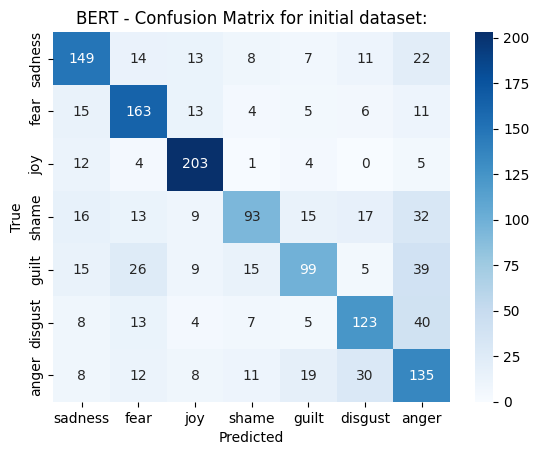 BERT - Confusion Matrix for initial dataset:
True
sadness 149 14 13 8 7 11 22
fear 15 163 13 4 5 6 11
joy 12 4 203 1 4 0 5
shame 16 13 9 93 15 17 32
guilt 15 26 9 15 99 5 39
disgust 8 13 4 7 5 123 40
anger 8 12 8 11 19 30 135
sadness fear joy shame guilt disgust anger
Predicted
200
175
150
125
100
75
50
25
0